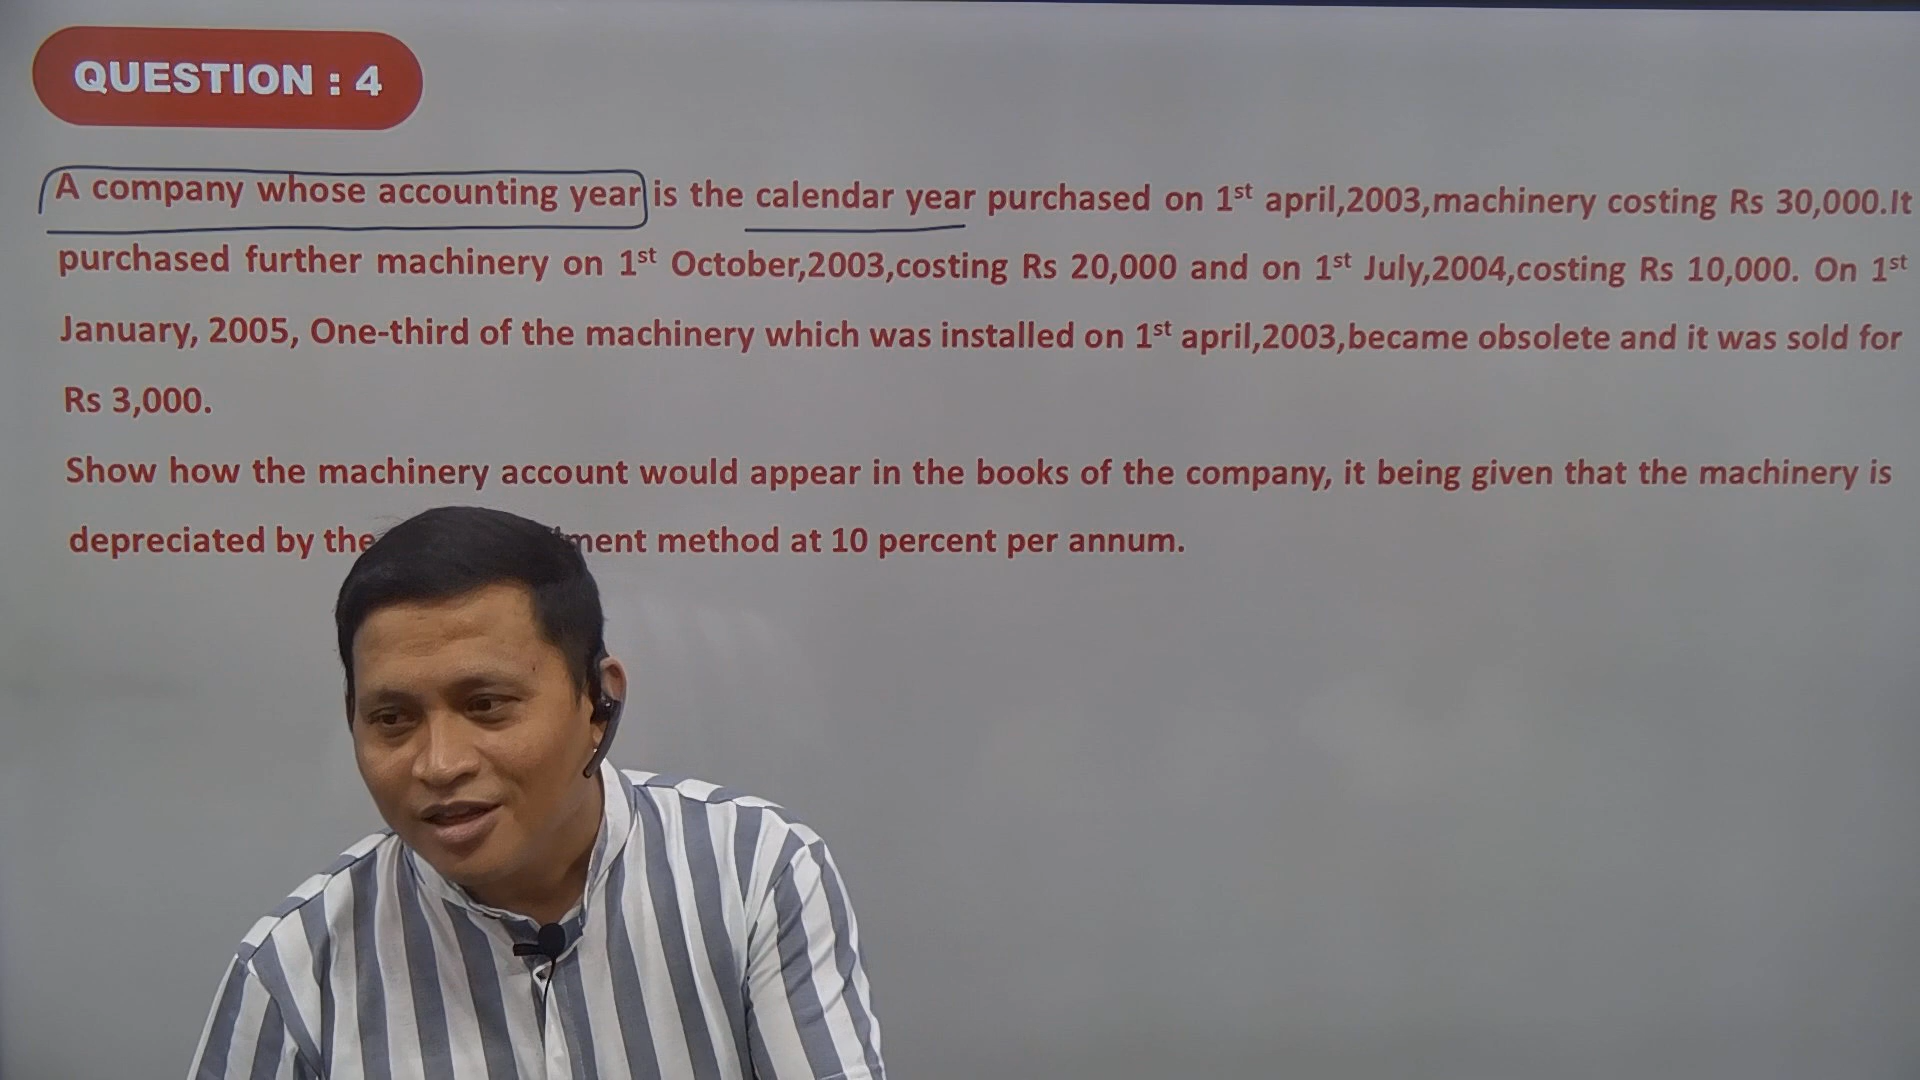 QUESTION : 4
A company whose accounting year is the calendar year purchased on 1st april,2003,machinery costing Rs 30,000.It
purchased further machinery on 1st October,2003,costing Rs 20,000 and on 1st July,2004,costing Rs 10,000. On 1st
January, 2005, One-third of the machinery which was installed on 1st april,2003,became obsolete and it was sold for
Rs 3,000.
Show how the machinery account would appear in the books of the company, it being given that the machinery is
depreciated by the method at 10 percent per annum.